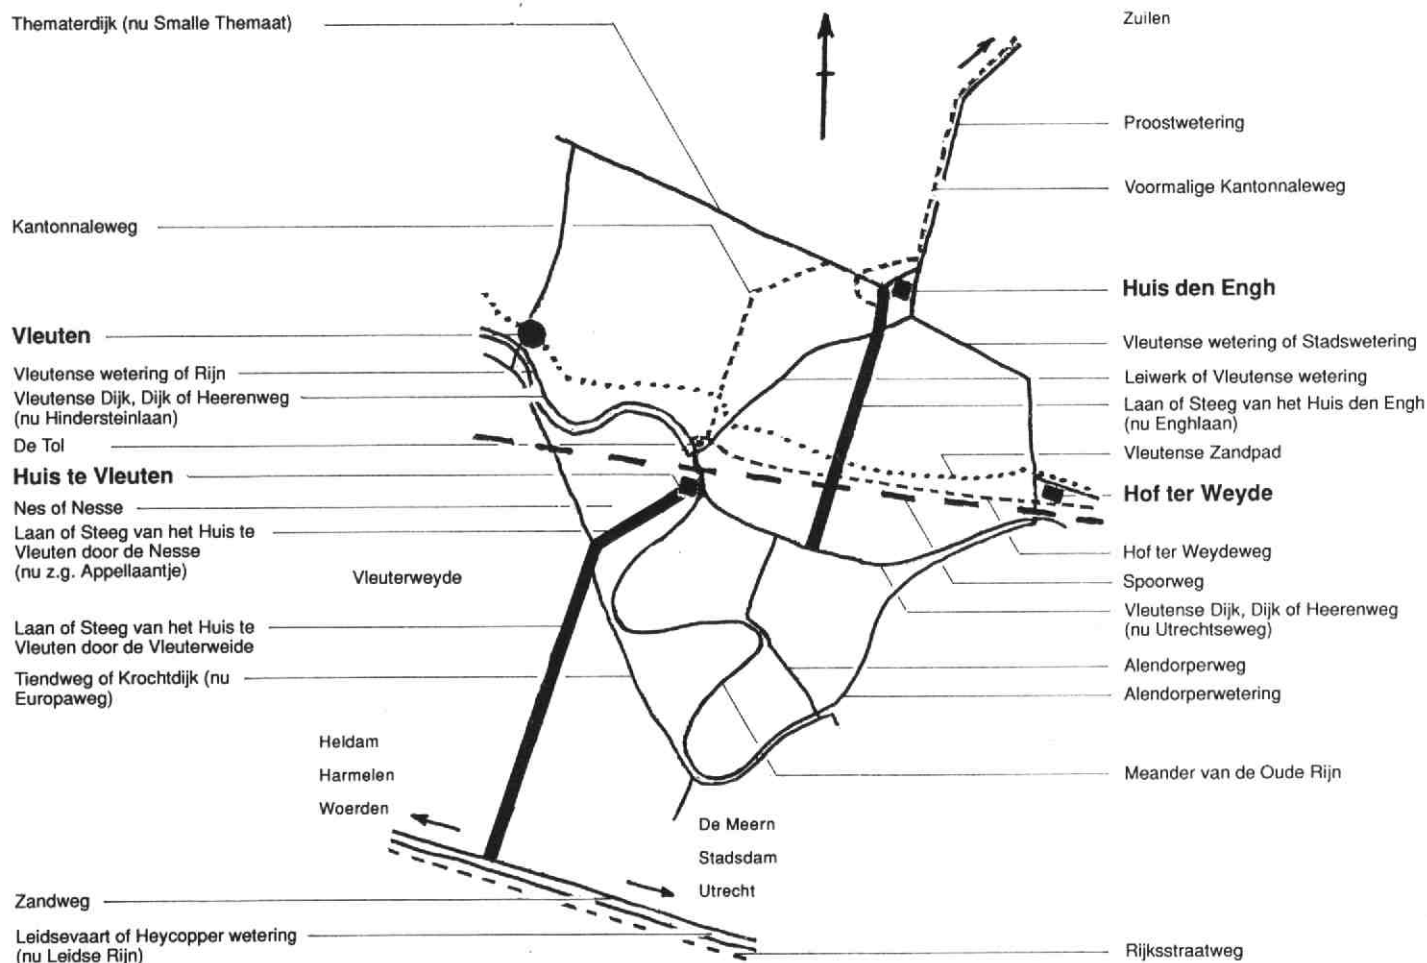 Thematerdijk (nu Smalle Themaat)
Kantonnaleweg
Vleuten
Vleutense wetering of Rijn
Vleutense Dijk, Dijk of Heerenweg
(nu Hindersteinlaan)
De Tol
Huis te Vleuten
Nes of Nesse
Laan of Steeg van het Huis te
Vleuten door de Nesse
(nu z.g. Appellaantje)
Vleuterweyde
Laan of Steeg van het Huis te
Vleuten door de Vleuterweide
Tiendweg of Krochtdijk (nu
Europaweg)
Heldam
Harmelen
Woerden
De Meern
Stadsdam
Utrecht
Zandweg
Leidsevaart of Heycopper wetering
(nu Leidse Rijn)
Zuilen
Proostwetering
Voormalige Kantonnaleweg
Huis den Engh
Vleutense wetering of Stadswetering
Leiwerk of Vleutense wetering
Laan of Steeg van het Huis den Engh
(nu Enghlaan)
Vleutense Zandpad
Hof ter Weyde
Hof ter Weydeweg
Spoorweg
Vleutense Dijk, Dijk of Heerenweg
(nu Utrechtseweg)
Alendorperweg
Alendorperwetering
Meander van de Oude Rijn
Rijksstraatweg